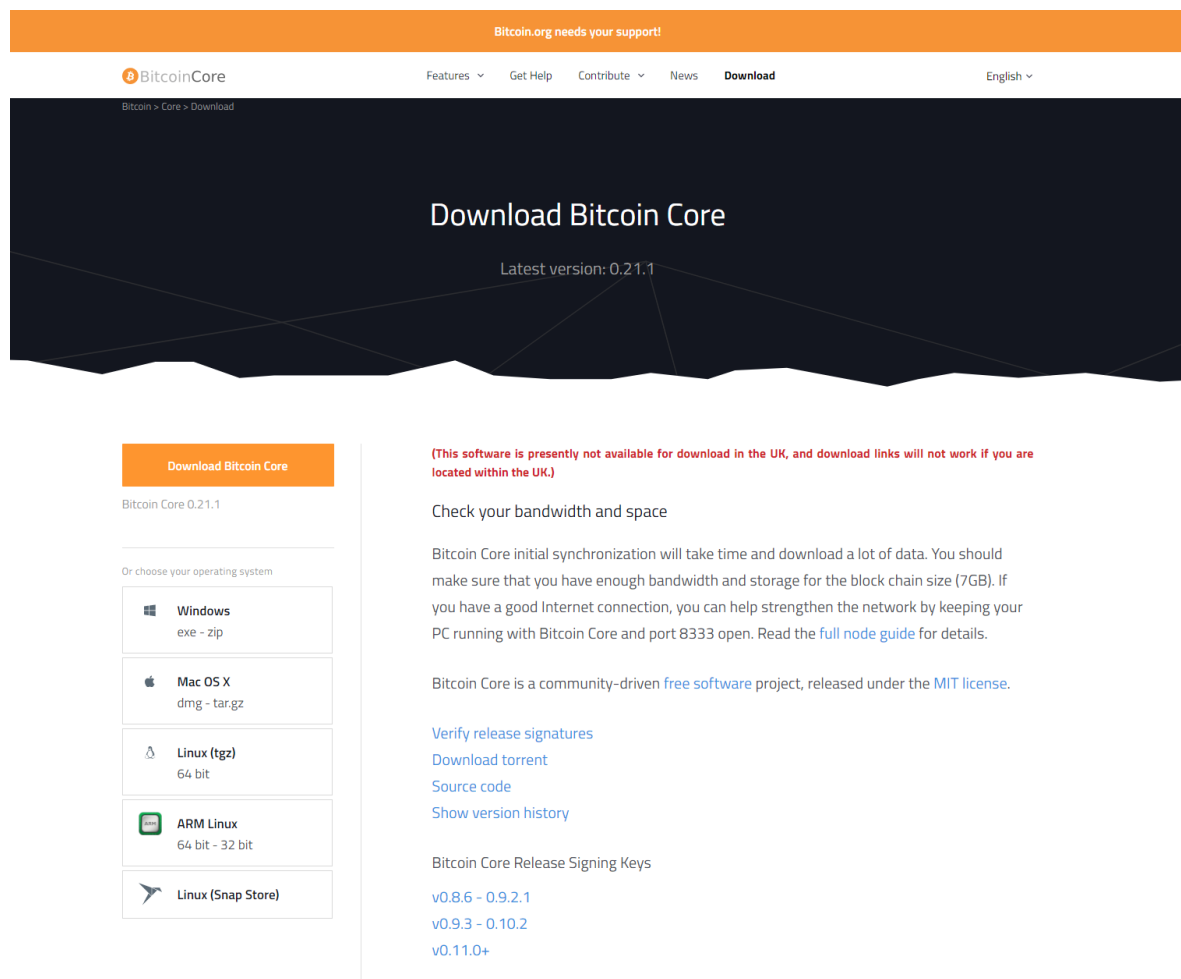 Bitcoin.org needs your support!
BitcoinCore
Features
Get Help
Contribute
News
Download
English
Bitcoin > Core > Download
Download Bitcoin Core
Latest version: 0.21.1
Download Bitcoin Core
Bitcoin Core 0.21.1
Or choose your operating system
Windows
exe - zip
Mac OS X
dmg - tar.gz
Linux (tgz)
64 bit
ARM
ARM Linux
64 bit - 32 bit
Linux (Snap Store)
(This software is presently not available for download in the UK, and download links will not work if you are
located within the UK.)
Check your bandwidth and space
Bitcoin Core initial synchronization will take time and download a lot of data. You should
make sure that you have enough bandwidth and storage for the block chain size (7GB). If
you have a good Internet connection, you can help strengthen the network by keeping your
PC running with Bitcoin Core and port 8333 open. Read the full node guide for details.
Bitcoin Core is a community-driven free software project, released under the MIT license.
Verify release signatures
Download torrent
Source code
Show version history
Bitcoin Core Release Signing Keys
v0.8.6 - 0.9.2.1
v0.9.3 - 0.10.2
v0.11.0+